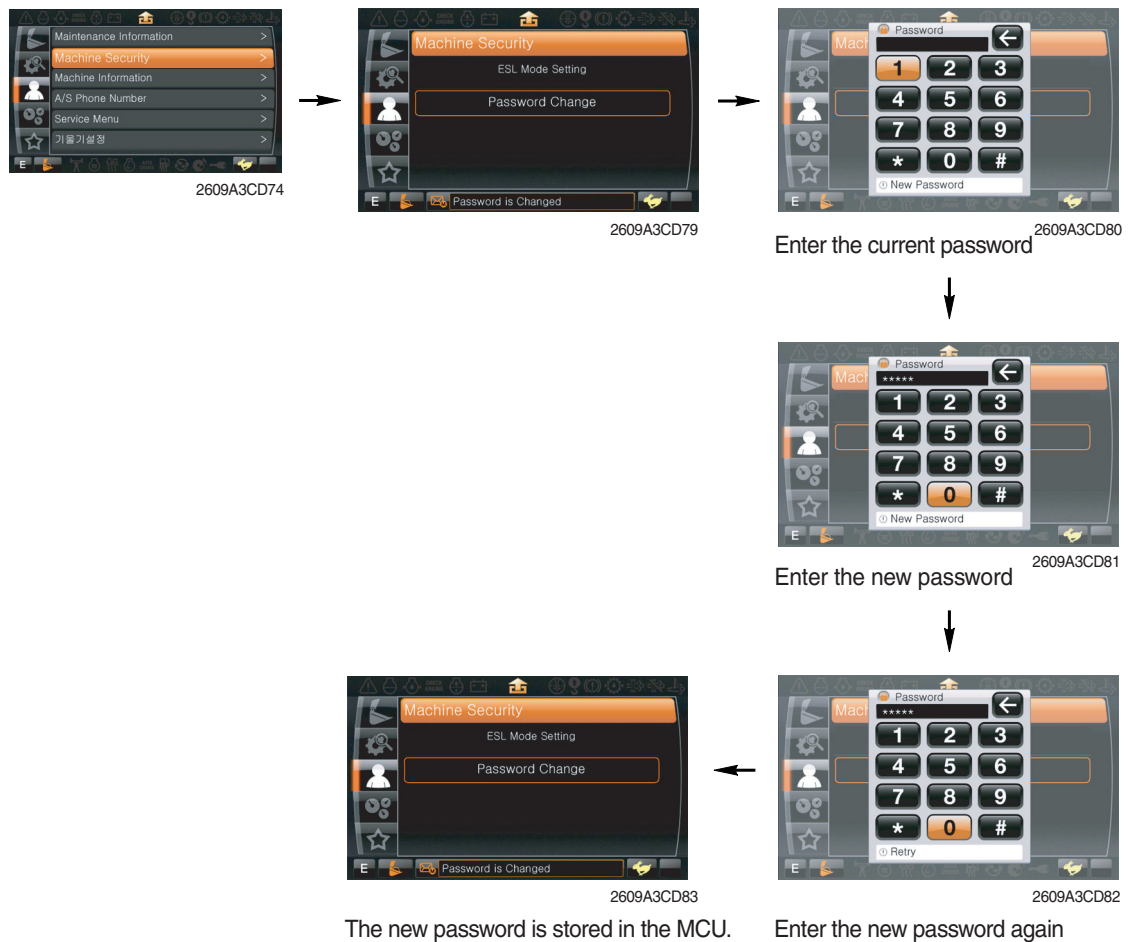 Maintenance Information >
Machine Security >
Machine Information >
A/S Phone Number >
Service Menu >
기울기설정 >
E
2609A3CD74
Machine Security
ESL Mode Setting
Password Change
E Password is Changed
2609A3CD79
Password
Mach
1 2 3
4 5 6
7 8 9
* 0 #
New Password
E
2609A3CD80
Enter the current password
Password
Mach
*****
1 2 3
4 5 6
7 8 9
* 0 #
New Password
E
2609A3CD81
Enter the new password
Password
Mach
*****
1 2 3
4 5 6
7 8 9
* 0 #
Retry
E
2609A3CD82
Enter the new password again
Machine Security
ESL Mode Setting
Password Change
E Password is Changed
2609A3CD83
The new password is stored in the MCU.